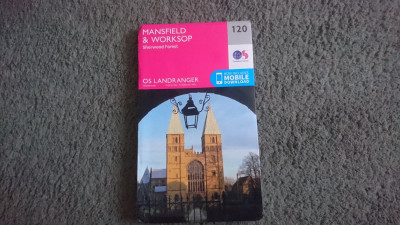 MANSFIELD
& WORKSOP
Sherwood Forest
120
OS LANDRANGER
MOBILE
DOWNLOAD